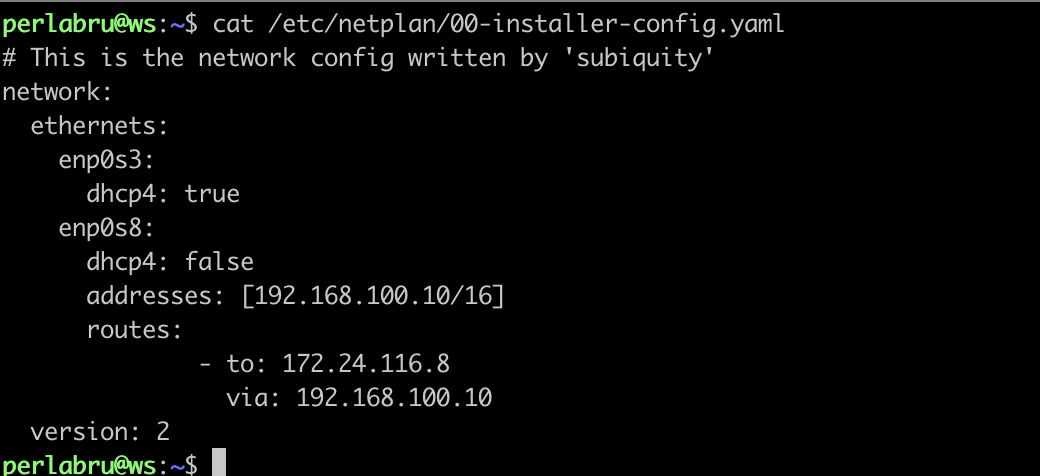 perlabru@ws:~$ cat /etc/netplan/00-installer-config.yaml
# This is the network config written by 'subiquity'
network:
  ethernets:
    enp0s3:
      dhcp4: true
    enp0s8:
      dhcp4: false
      addresses: [192.168.100.10/16]
      routes:
              - to: 172.24.116.8
                via: 192.168.100.10
  version: 2
perlabru@ws:~$